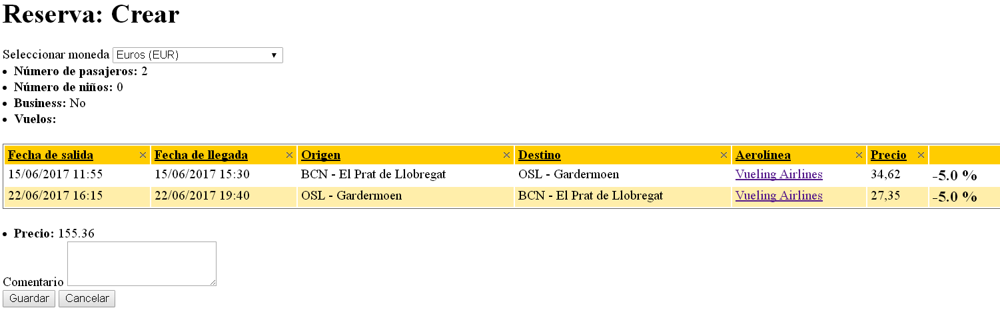 Reserva: Crear
Seleccionar moneda Euros (EUR)
• Número de pasajeros: 2
• Número de niños: 0
• Business: No
• Vuelos:
Fecha de salida × Fecha de llegada × Origen × Destino × Aerolínea × Precio ×
15/06/2017 11:55 15/06/2017 15:30 BCN - El Prat de Llobregat OSL - Gardermoen Vueling Airlines 34,62 -5.0 %
22/06/2017 16:15 22/06/2017 19:40 OSL - Gardermoen BCN - El Prat de Llobregat Vueling Airlines 27,35 -5.0 %
• Precio: 155.36
Comentario
Guardar Cancelar